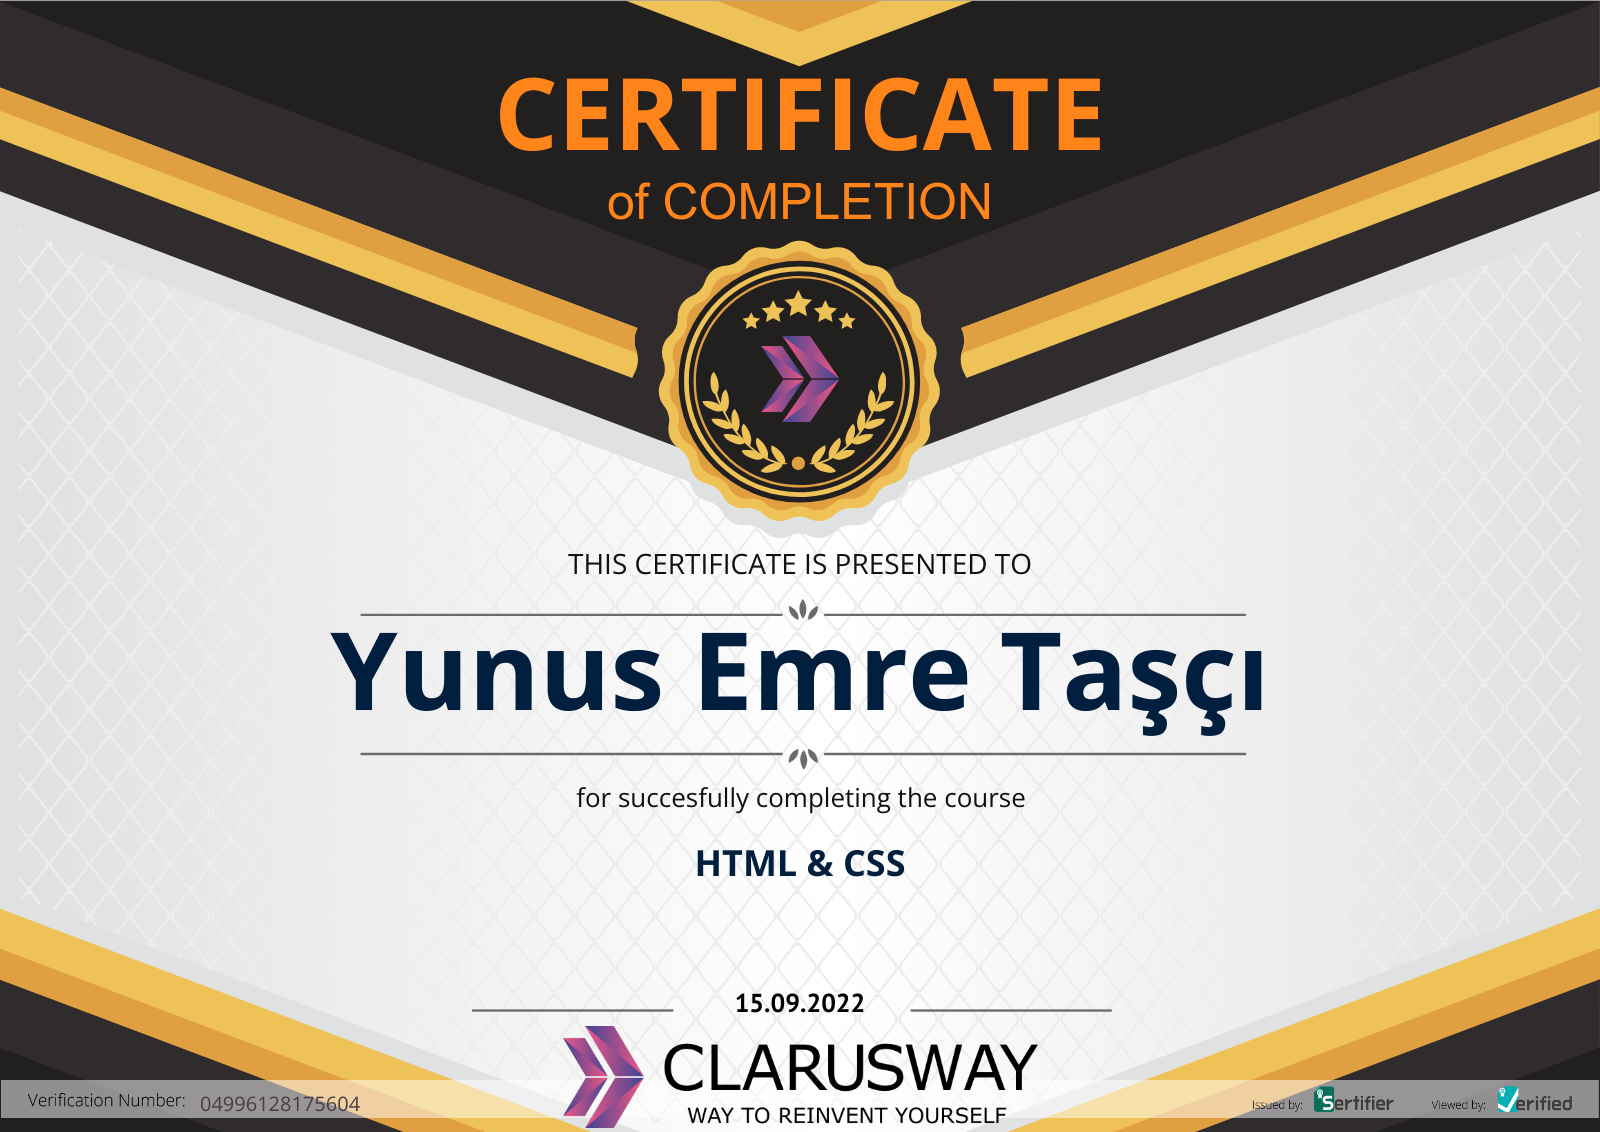 CERTIFICATE
of COMPLETION
THIS CERTIFICATE IS PRESENTED TO
Yunus Emre Taşçı
for succesfully completing the course
HTML & CSS
15.09.2022
CLARUSWAY
WAY TO REINVENT YOURSELF
Verification Number: 04996128175604
Issued by: Sertifier Viewed by: Verified